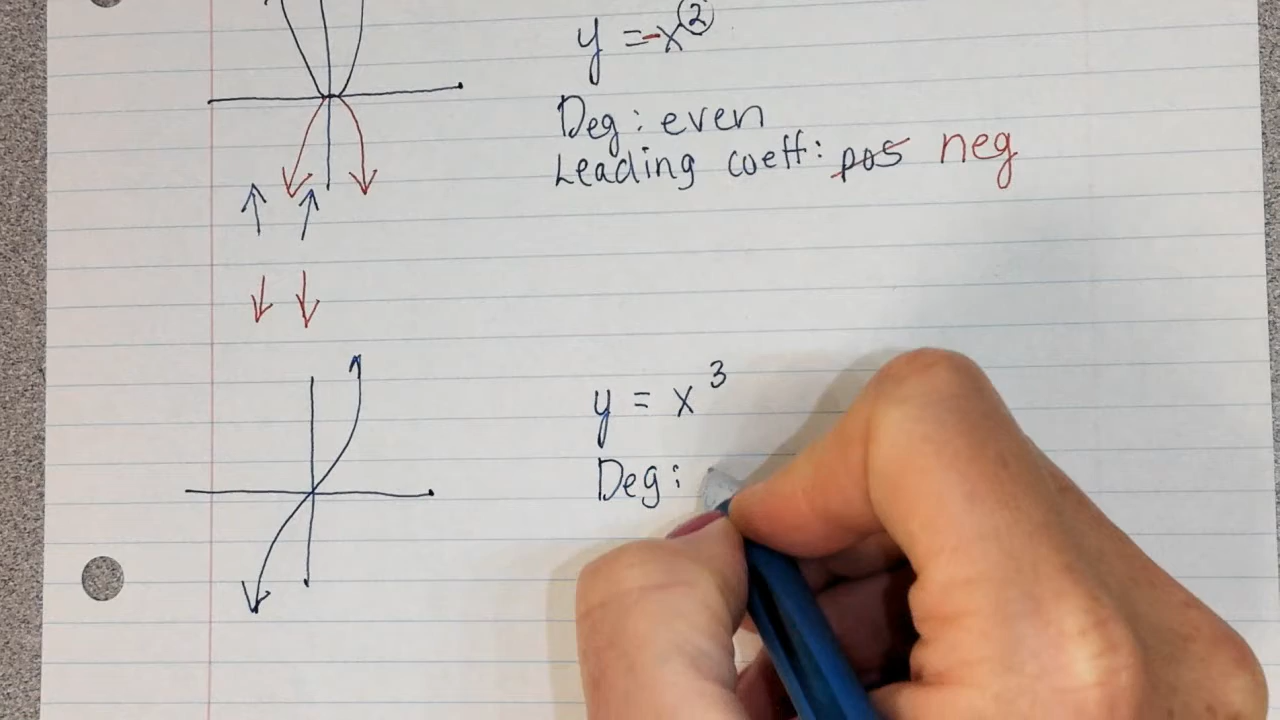 y = -x²
Deg: even
Leading coeff: pos neg
y = x³
Deg: